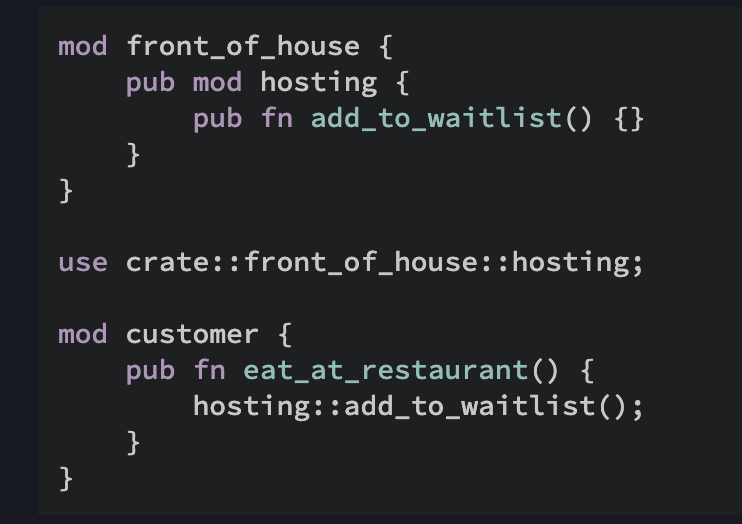 mod front_of_house {
    pub mod hosting {
        pub fn add_to_waitlist() {}
    }
}

use crate::front_of_house::hosting;

mod customer {
    pub fn eat_at_restaurant() {
        hosting::add_to_waitlist();
    }
}